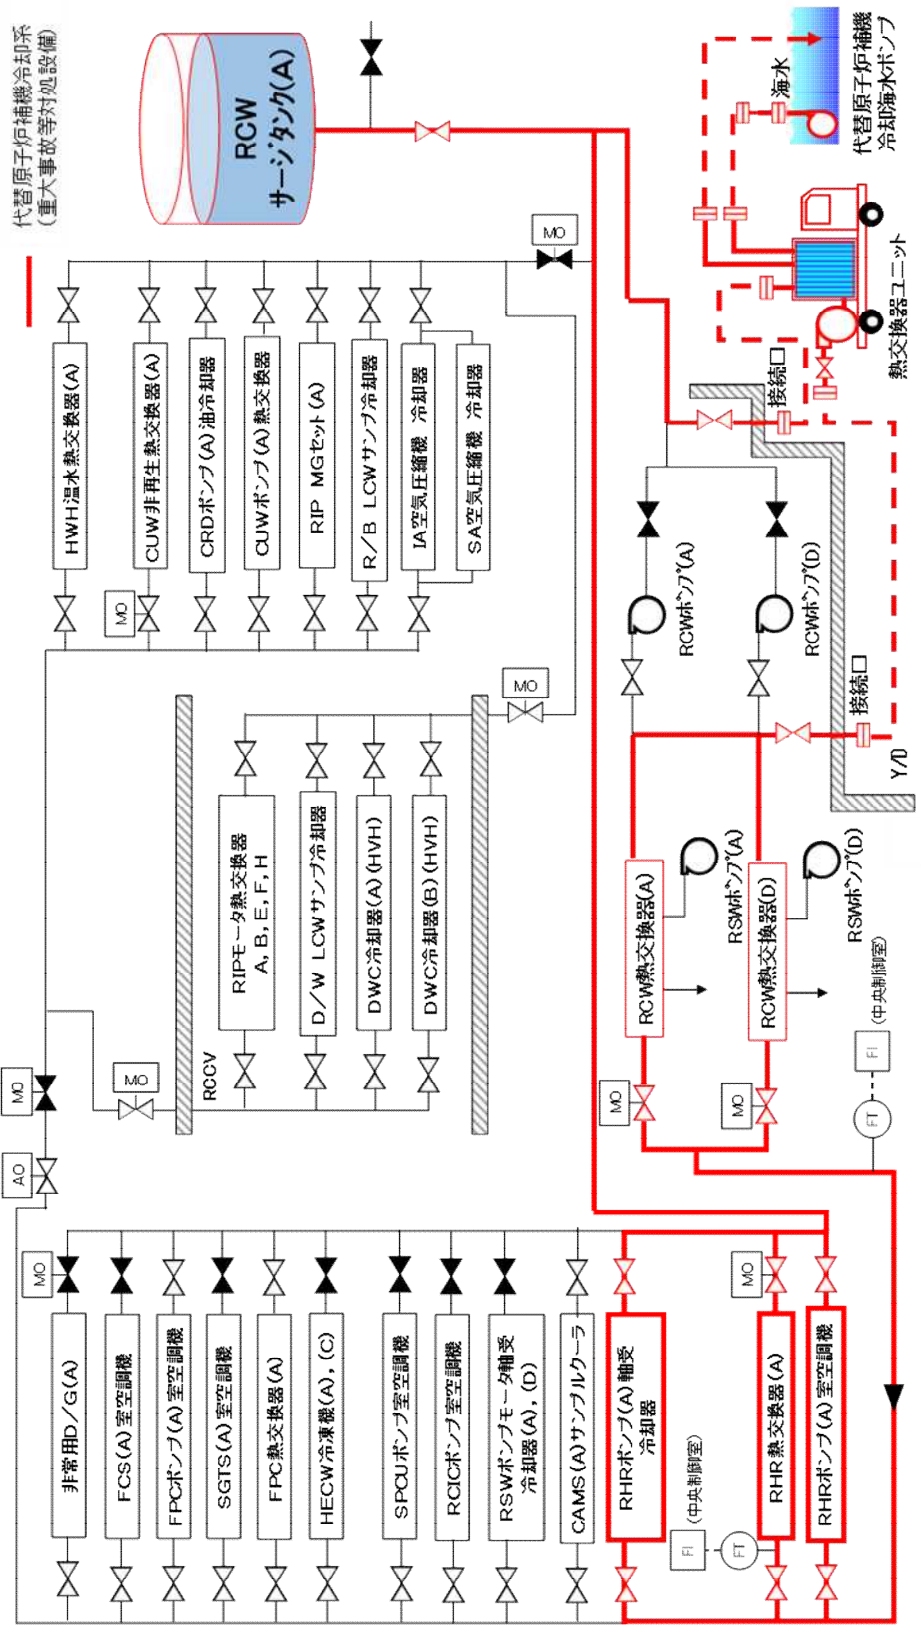 代替原子炉補機冷却系
(重大事故等対処設備)
RCW
サージタンク(A)
海水
代替原子炉補機
冷却海水ポンプ
熱交換器ユニット
接続口
接続口
Y/D
MO
HWH温水熱交換器(A)
CUW非再生熱交換器(A)
CRDポンプ(A)油冷却器
CUWポンプ(A)熱交換器
RIP MGセット(A)
R/B LCWサンプ冷却器
IA空気圧縮機 冷却器
SA空気圧縮機 冷却器
MO
MO
RCWポンプ(A)
RCWポンプ(D)
RIPモータ熱交換器
A, B, E, F, H
D/W LCWサンプ冷却器
DWC冷却器(A)(HVH)
DWC冷却器(B)(HVH)
RCCV
MO
MO
AO
RCW熱交換器(A)
RSWポンプ(A)
RCW熱交換器(D)
RSWポンプ(D)
MO
MO
FI
(中央制御室)
FT
MO
非常用D/G(A)
FCS(A)室空調機
FPCポンプ(A)室空調機
SGTS(A)室空調機
FPC熱交換器(A)
HECW冷凍機(A),(C)
SPCUポンプ室空調機
RCICポンプ室空調機
RSWポンプモータ軸受
冷却器(A),(D)
CAMS(A)サンプルクーラ
RHRポンプ(A)軸受
冷却器
MO
RHR熱交換器(A)
RHRポンプ(A)室空調機
FI
(中央制御室)
FT